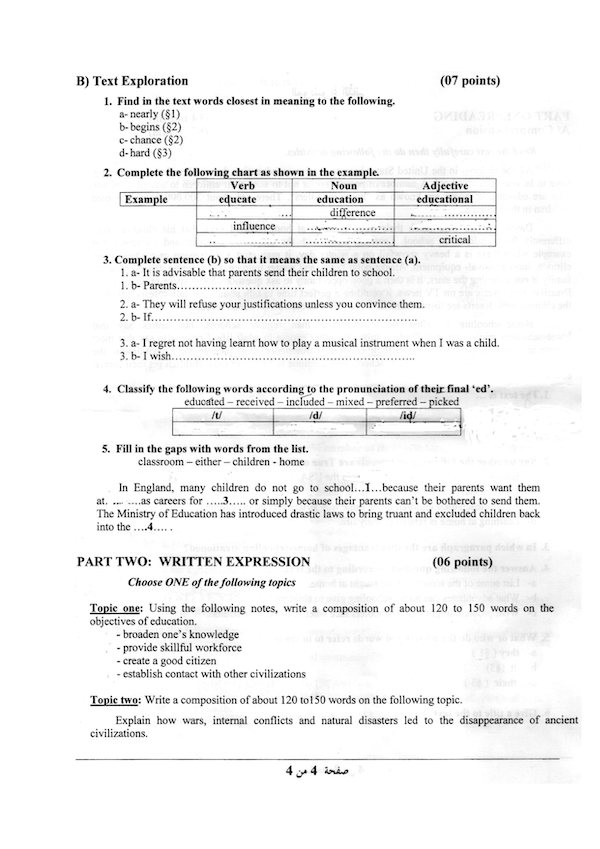 B) Text Exploration (07 points)
1. Find in the text words closest in meaning to the following.
a- nearly (§1)
b- begins (§2)
c- chance (§2)
d- hard (§3)
2. Complete the following chart as shown in the example.
Verb Noun Adjective
Example educate education educational
difference
influence
critical
3. Complete sentence (b) so that it means the same as sentence (a).
1. a- It is advisable that parents send their children to school.
1. b- Parents……………………………
2. a- They will refuse your justifications unless you convince them.
2. b- If……………………………………………………….
3. a- I regret not having learnt how to play a musical instrument when I was a child.
3. b- I wish…………………………………………………….
4. Classify the following words according to the pronunciation of their final ‘ed’.
educated – received – included – mixed – preferred – picked
/t/ /d/ /id/
5. Fill in the gaps with words from the list.
classroom – either – children - home
In England, many children do not go to school…1…because their parents want them
at. ... ....as careers for …..3….. or simply because their parents can’t be bothered to send them.
The Ministry of Education has introduced drastic laws to bring truant and excluded children back
into the ….4…. .
PART TWO: WRITTEN EXPRESSION (06 points)
Choose ONE of the following topics
Topic one: Using the following notes, write a composition of about 120 to 150 words on the
objectives of education.
- broaden one’s knowledge
- provide skillful workforce
- create a good citizen
- establish contact with other civilizations
Topic two: Write a composition of about 120 to150 words on the following topic.
Explain how wars, internal conflicts and natural disasters led to the disappearance of ancient
civilizations.
صفحة 4 من 4